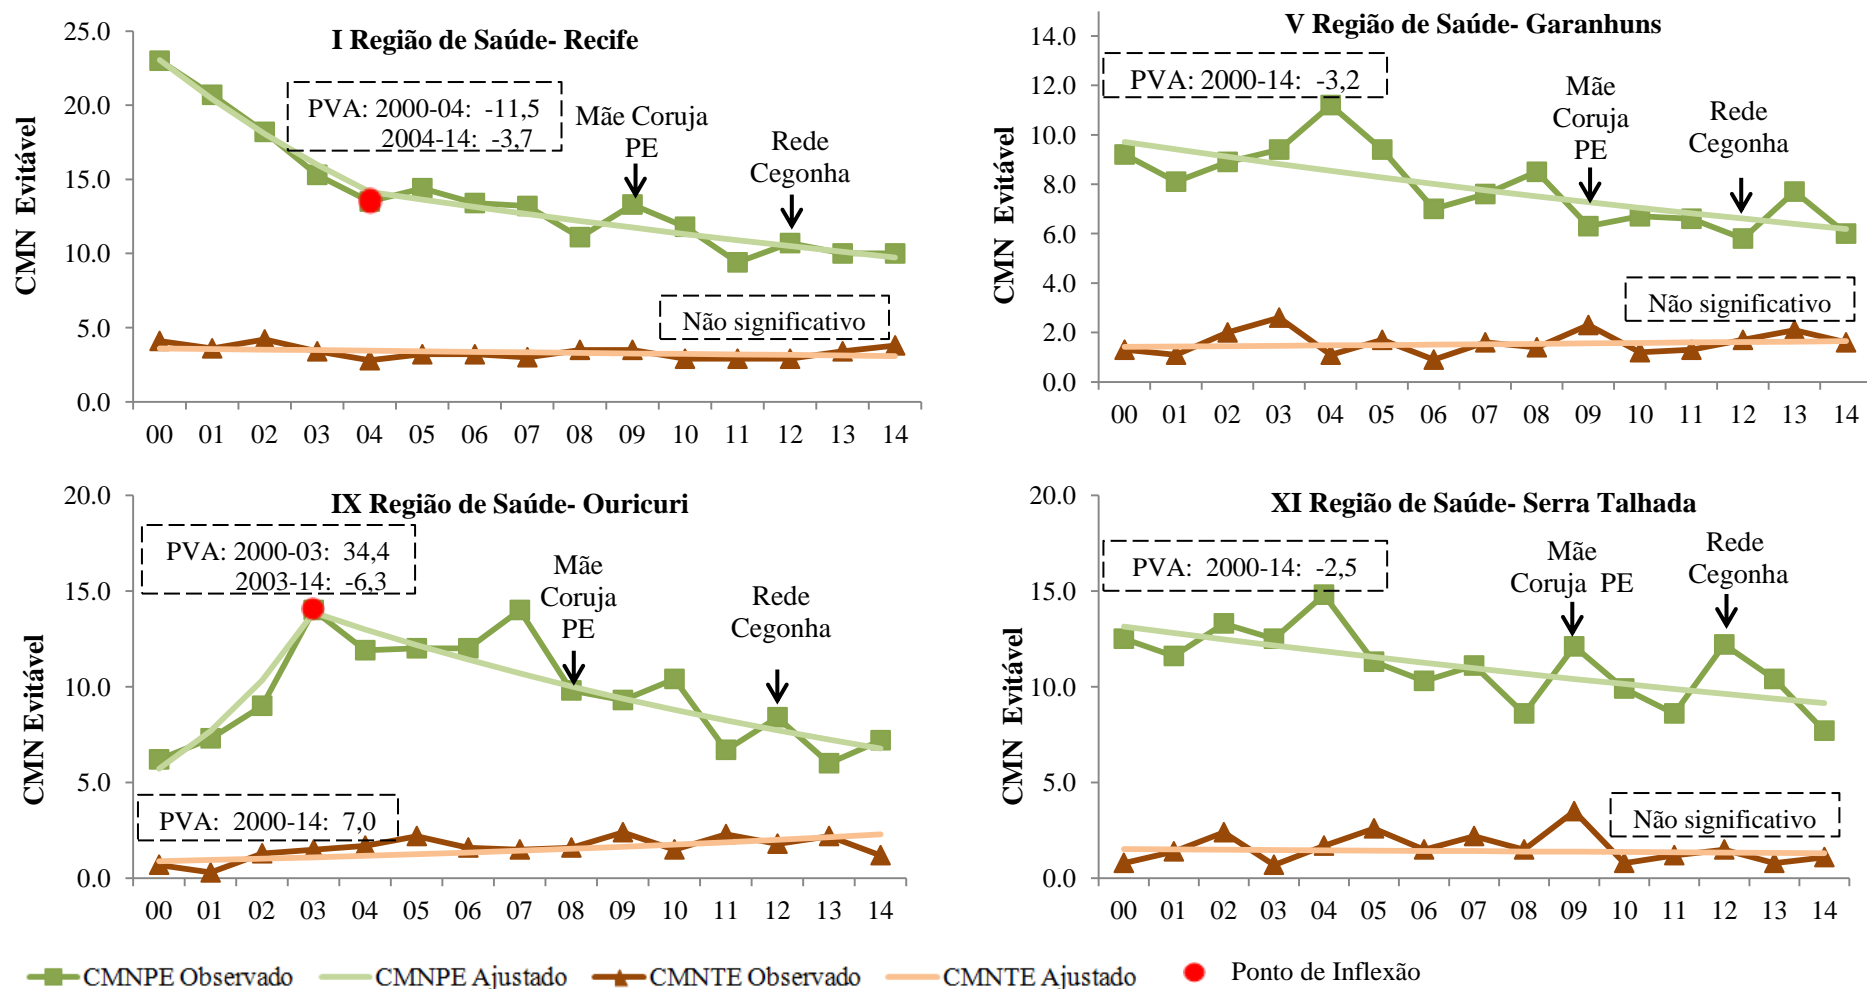 I Região de Saúde- Recife
CMN Evitável
25.0
20.0
15.0
10.0
5.0
0.0
PVA: 2000-04: -11,5
2004-14: -3,7
Mãe Coruja
PE
Rede
Cegonha
Não significativo
00 01 02 03 04 05 06 07 08 09 10 11 12 13 14
V Região de Saúde- Garanhuns
CMN Evitável
14.0
12.0
10.0
8.0
6.0
4.0
2.0
0.0
PVA: 2000-14: -3,2
Mãe
Coruja
PE
Rede
Cegonha
Não significativo
00 01 02 03 04 05 06 07 08 09 10 11 12 13 14
IX Região de Saúde- Ouricuri
CMN Evitável
20.0
15.0
10.0
5.0
0.0
PVA: 2000-03: 34,4
2003-14: -6,3
Mãe
Coruja
PE
Rede
Cegonha
PVA: 2000-14: 7,0
00 01 02 03 04 05 06 07 08 09 10 11 12 13 14
XI Região de Saúde- Serra Talhada
CMN Evitável
20.0
15.0
10.0
5.0
0.0
PVA: 2000-14: -2,5
Mãe
Coruja PE
Rede
Cegonha
Não significativo
00 01 02 03 04 05 06 07 08 09 10 11 12 13 14
CMNPE Observado CMNPE Ajustado CMNTE Observado CMNTE Ajustado Ponto de Inflexão